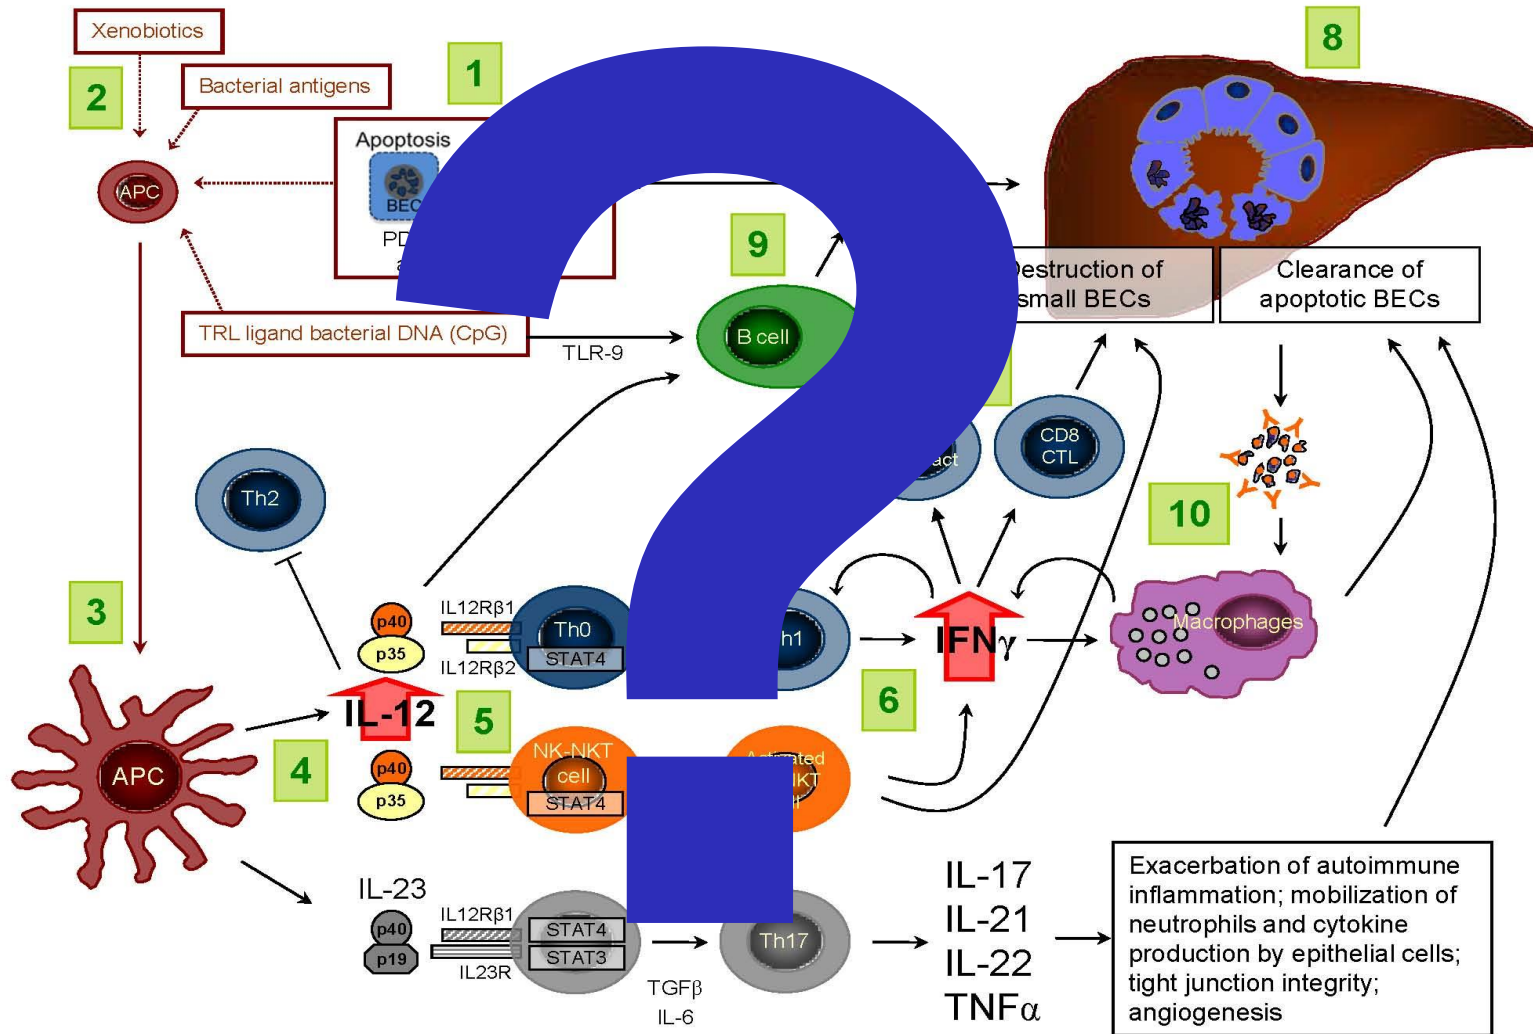 Xenobiotics
Bacterial antigens
1
2
8
Apoptosis
APC
BEC
9
TRL ligand bacterial DNA (CpG)
TLR-9
B cell
small BECs
Clearance of
apoptotic BECs
CD8
CTL
Th2
10
3
p40
p35
IL12Rβ1
IL12Rβ2
Th0
STAT4
IFNγ
Macrophages
6
IL-12
5
4
APC
p40
p35
NK-NKT
cell
STAT4
IL-23
p40
p19
IL12Rβ1
IL23R
STAT4
STAT3
TGFβ
IL-6
Th17
IL-17
IL-21
IL-22
TNFα
Exacerbation of autoimmune
inflammation; mobilization of
neutrophils and cytokine
production by epithelial cells;
tight junction integrity;
angiogenesis
?